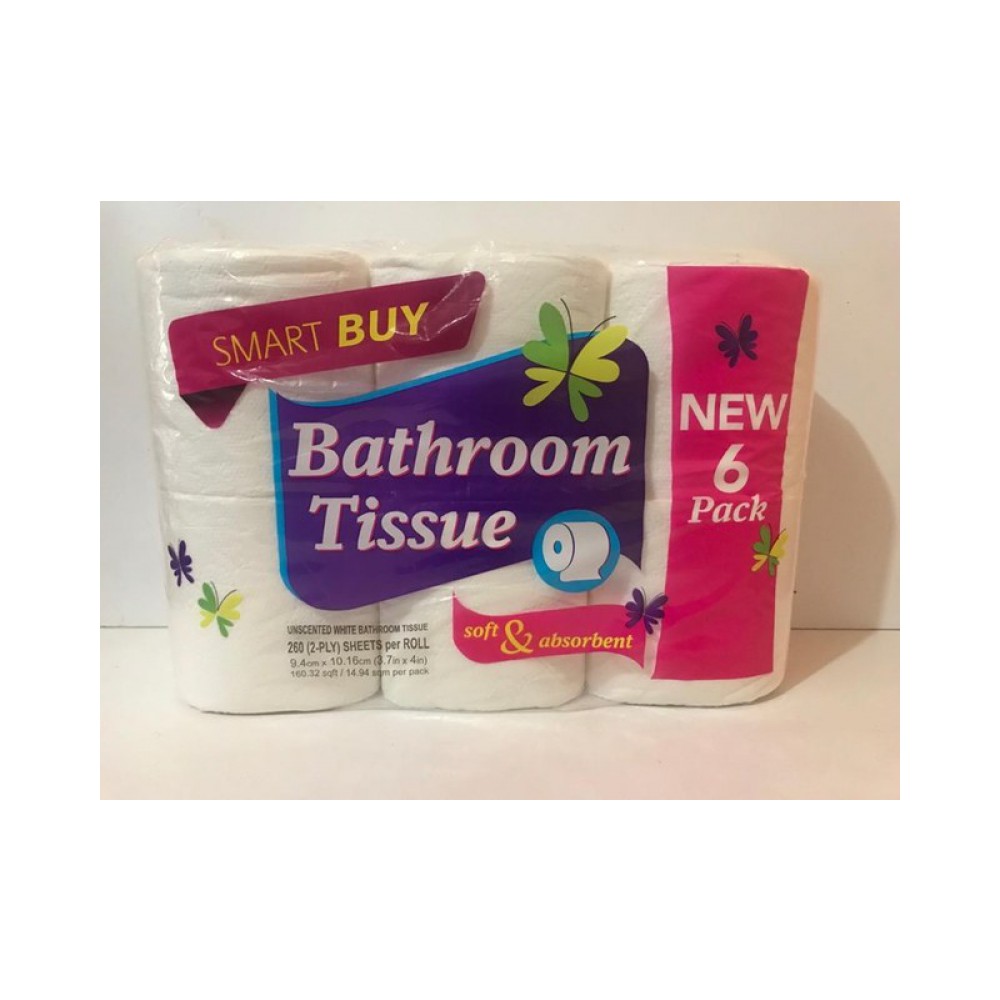 SMART BUY
Bathroom
Tissue
NEW
6
Pack
soft & absorbent
UNSCENTED WHITE BATHROOM TISSUE
260 (2-PLY) SHEETS per ROLL
9.4cm x 10.16cm (3.7in x 4in)
160.32 sqft / 14.94 sqm per pack